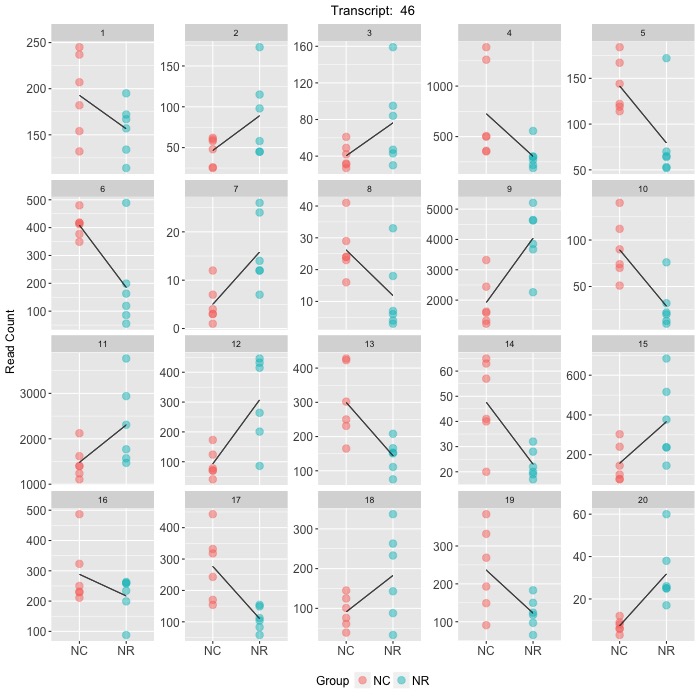 Transcript: 46
Read Count
1 2 3 4 5
250 200 150
150 100 50
160 120 80 40
1000 500
150 100 50
6 7 8 9 10
500 400 300 200 100
20 10 0
40 30 20 10
5000 4000 3000 2000
100 50
11 12 13 14 15
3000 2000 1000
400 300 200 100
400 300 200 100
60 50 40 30 20
600 400 200
16 17 18 19 20
500 400 300 200 100
400 300 200 100
300 200 100
300 200 100
60 40 20
NC NR NC NR NC NR NC NR NC NR
Group NC NR